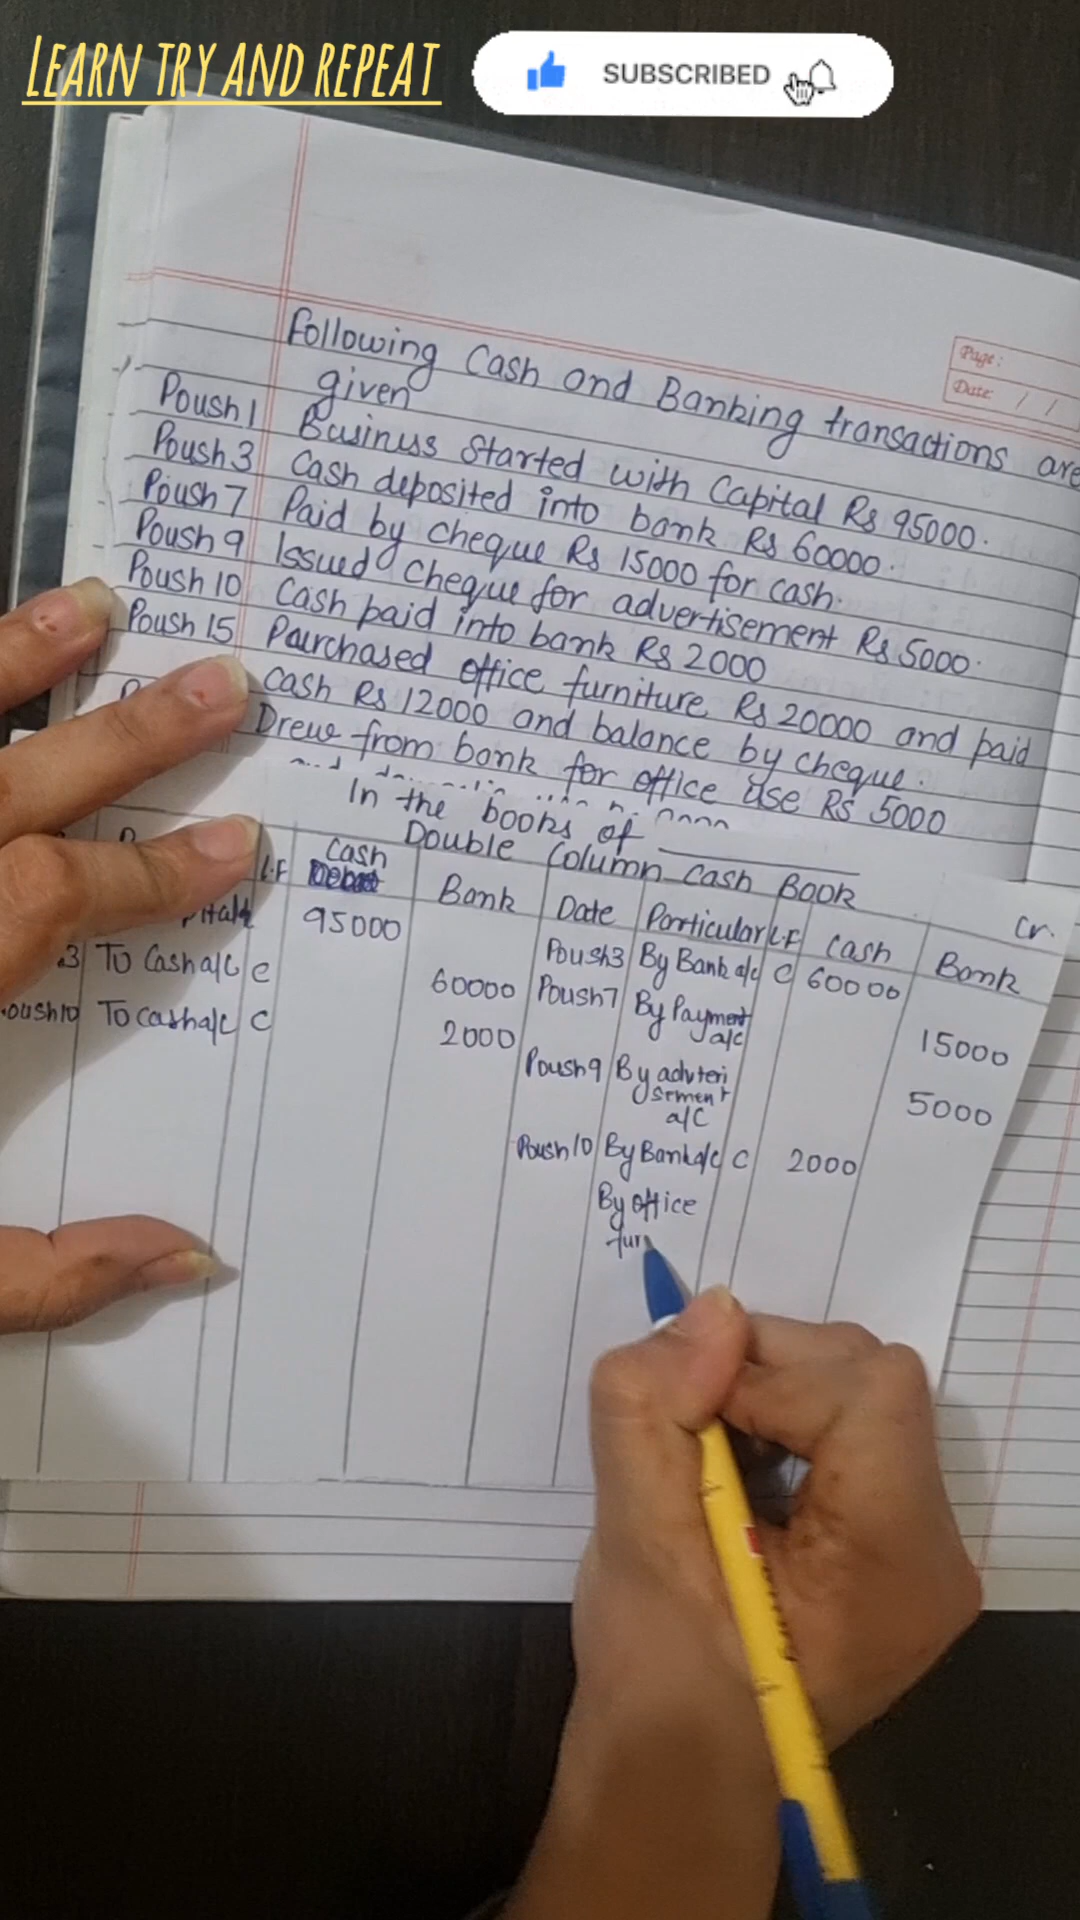 LEARN TRY AND REPEAT
SUBSCRIBED
Page:
Date: / /
Following Cash and Banking transactions are
given
Poush 1 Businuss Started with Capital Rs 95000.
Poush 3 Cash deposited into bank Rs 60000.
Poush 7 Paid by cheque Rs 15000 for cash.
Poush 9 Issued cheque for advertisement Rs 5000.
Poush 10 Cash paid into bank Rs 2000
Poush 15 Purchased office furniture Rs 20000 and paid
cash Rs 12000 and balance by cheque.
Drew from bank for office use Rs 5000
In the books of
Double Column Cash Book
Cr.
L.F Cash Bank Date Particular L.F Cash Bank
95000 Poush3 By Bank a/c C 60000
3 To Cash a/c C 60000 Poush7 By Payment a/c 15000
Poush10 To cash a/c C 2000
Poush9 By adverti
sement
a/c 5000
Poush10 By Bank a/c C 2000
By office
fur